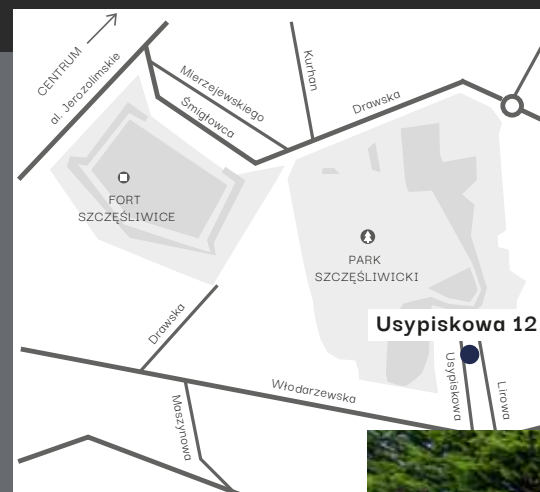 CENTRUM
al. Jerozolimskie
Mierzejewskiego
Śmigłowca
Kurhan
Drawska
FORT
SZCZĘŚLIWICE
PARK
SZCZĘŚLIWICKI
Drawska
Usypiskowa 12
Włodarzewska
Maszynowa
Usypiskowa
Lirowa